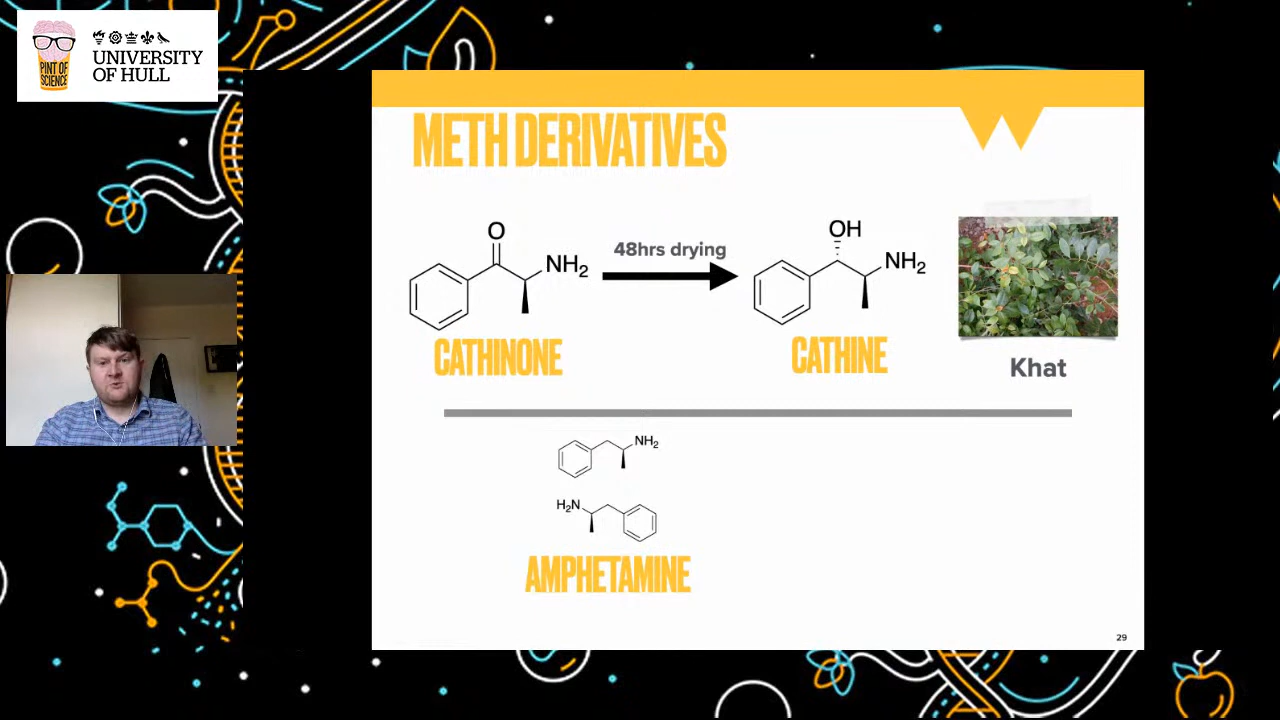 PINT OF
SCIENCE
UNIVERSITY
OF HULL
METH DERIVATIVES
O
NH₂
48hrs drying
OH
NH₂
CATHINONE
CATHINE
Khat
NH₂
H₂N
AMPHETAMINE
29